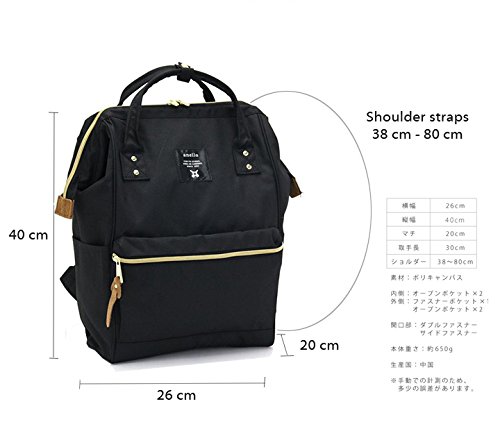 Shoulder straps
38 cm - 80 cm
40 cm
anello
20 cm
26 cm
横幅 26cm
縦幅 40cm
マチ 20cm
取手長 30cm
ショルダー 38〜80cm
素材：ポリキャンバス
内側：オープンポケット×2
外側：ファスナーポケット×1
オープンポケット×2
開口部：ダブルファスナー
サイドファスナー
本体重さ：約650g
生産国：中国
※手動での計測のため、
多少の誤差があります。